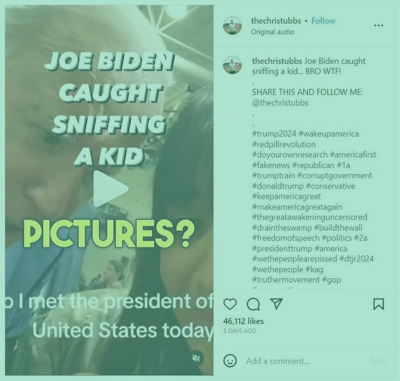 JOE BIDEN
CAUGHT
SNIFFING
A KID
PICTURES?
o I met the president of
United States today
thechristubbs • Follow
Original audio
thechristubbs Joe Biden caught
sniffing a kid... BRO WTF!
.
SHARE THIS AND FOLLOW ME:
@thechristubbs
.
.
#trump2024 #wakeupamerica
#redpillrevolution
#doyourownresearch #americafirst
#fakenews #republican #1a
#trumptrain #corruptgovernment
#donaldtrump #conservative
#keepamericagreat
#makeamericagreatagain
#thegreatawakeninguncensored
#draintheswamp #buildthewall
#freedomofspeech #politics #2a
#presidenttrump #america
#wethepeoplearepissed #dtjr2024
#wethepeople #kag
#truthermovement #gop
46,112 likes
3 DAYS AGO
Add a comment...